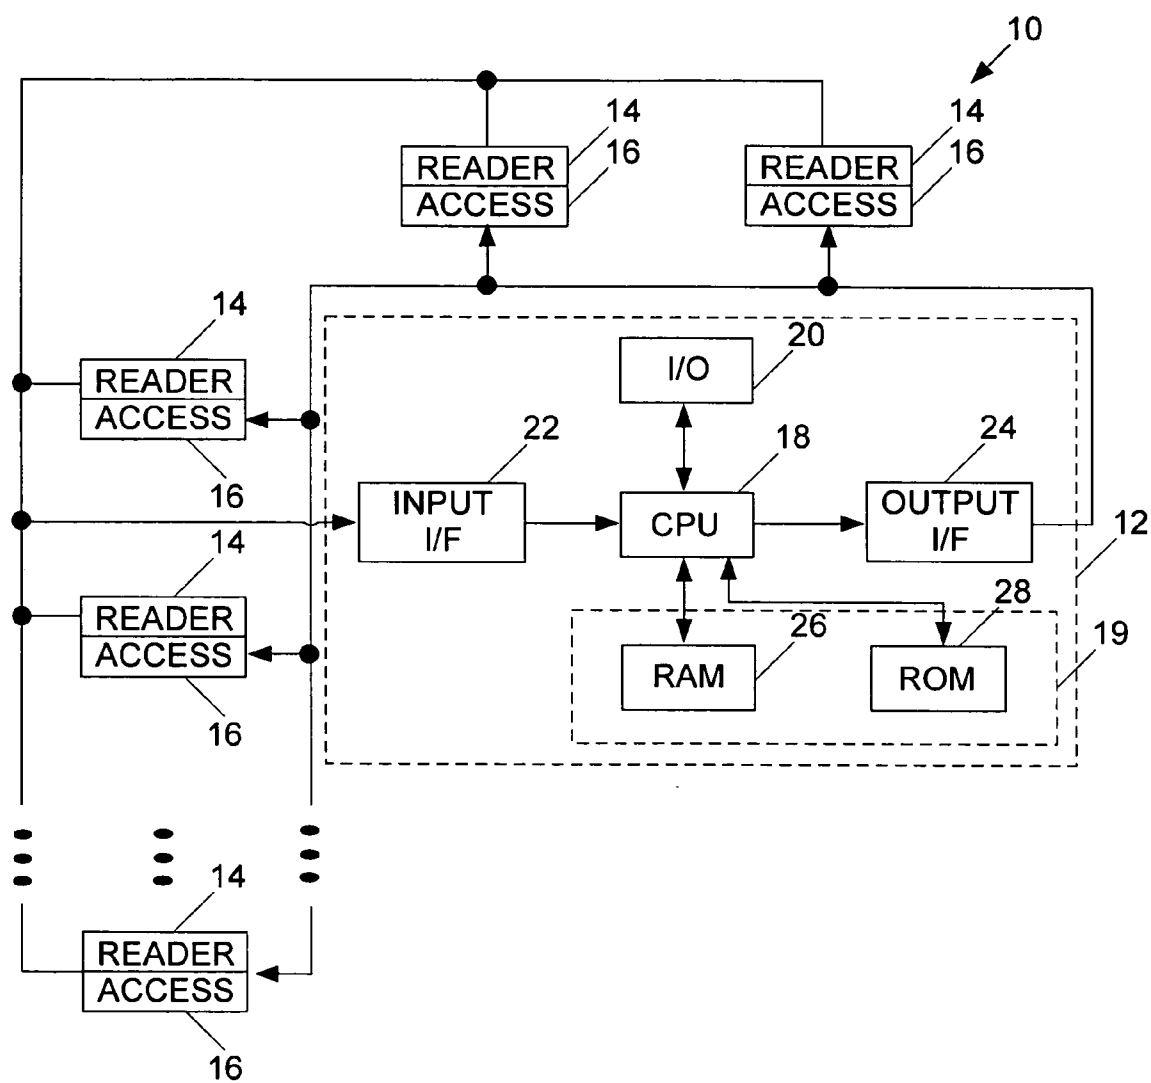 10
14
16
READER
ACCESS
14
16
READER
ACCESS
14
READER
ACCESS
16
20
I/O
22
INPUT
I/F
18
CPU
24
OUTPUT
I/F
12
14
READER
ACCESS
16
26
RAM
28
ROM
19
14
READER
ACCESS
16